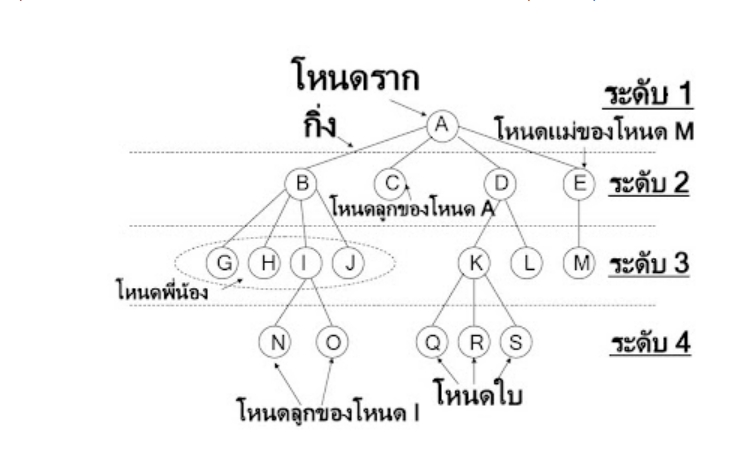 โหนดราก
ระดับ 1
A
กิ่ง
โหนดแม่ของโหนด M
B
C
D
E
ระดับ 2
โหนดลูกของโหนด A
G
H
I
J
K
L
M
ระดับ 3
โหนดพี่น้อง
N
O
Q
R
S
ระดับ 4
โหนดใบ
โหนดลูกของโหนด I